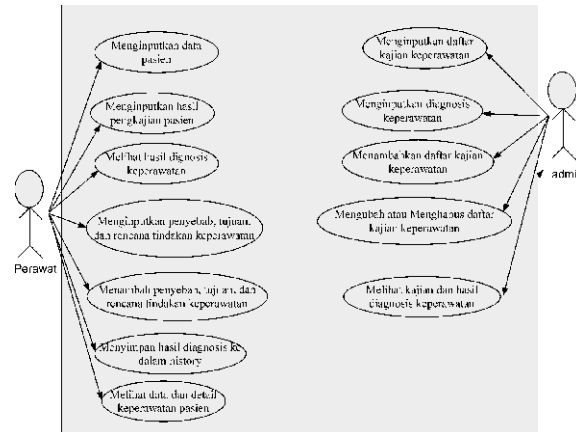 Menginputkan data
pasien
Menginputkan hasil
pengkajian pasien
Melihat hasil dignosis
keperawatan
Menginputkan penyebab, tujuan,
dan rencana tindakan keperawatan
Menambah penyebab, tujuan, dan
rencana tindakan keperawatan
Menyimpan hasil diagnosis ke
dalam history
Melihat data dan detail
keperawatan pasien
Perawat
Menginputkan daftar
kajian keperawatan
Menginputkan diagnosis
keperawatan
Menambahkan daftar kajian
keperawatan
Mengubah atau Menghapus daftar
kajian keperawatan
Melihat kajian dan hasil
diagnosis keperawatan
admi